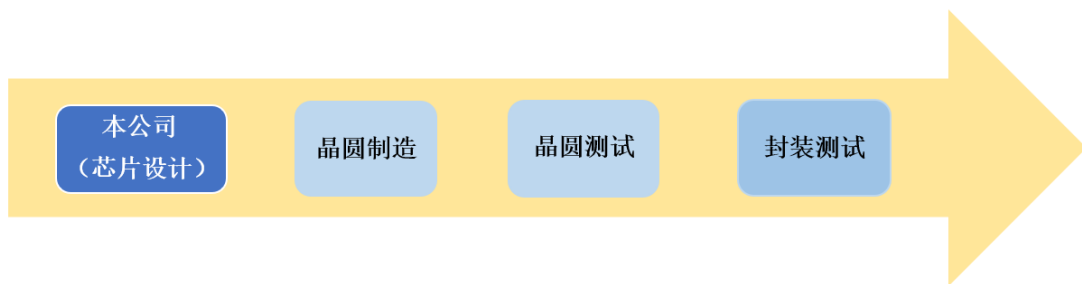 本公司
（芯片设计）
晶圆制造
晶圆测试
封装测试